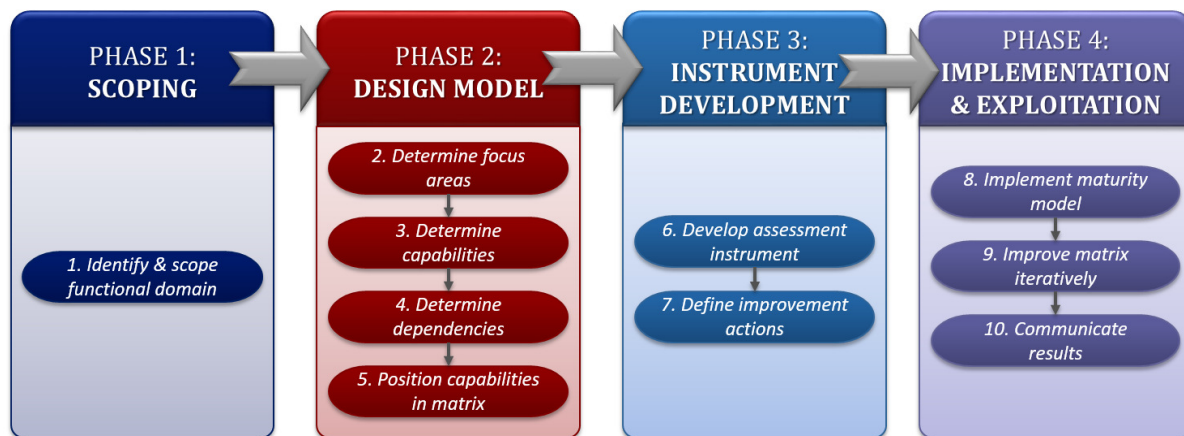 PHASE 1:
SCOPING
1. Identify & scope
functional domain
PHASE 2:
DESIGN MODEL
2. Determine focus
areas
3. Determine
capabilities
4. Determine
dependencies
5. Position capabilities
in matrix
PHASE 3:
INSTRUMENT
DEVELOPMENT
6. Develop assessment
instrument
7. Define improvement
actions
PHASE 4:
IMPLEMENTATION
& EXPLOITATION
8. Implement maturity
model
9. Improve matrix
iteratively
10. Communicate
results